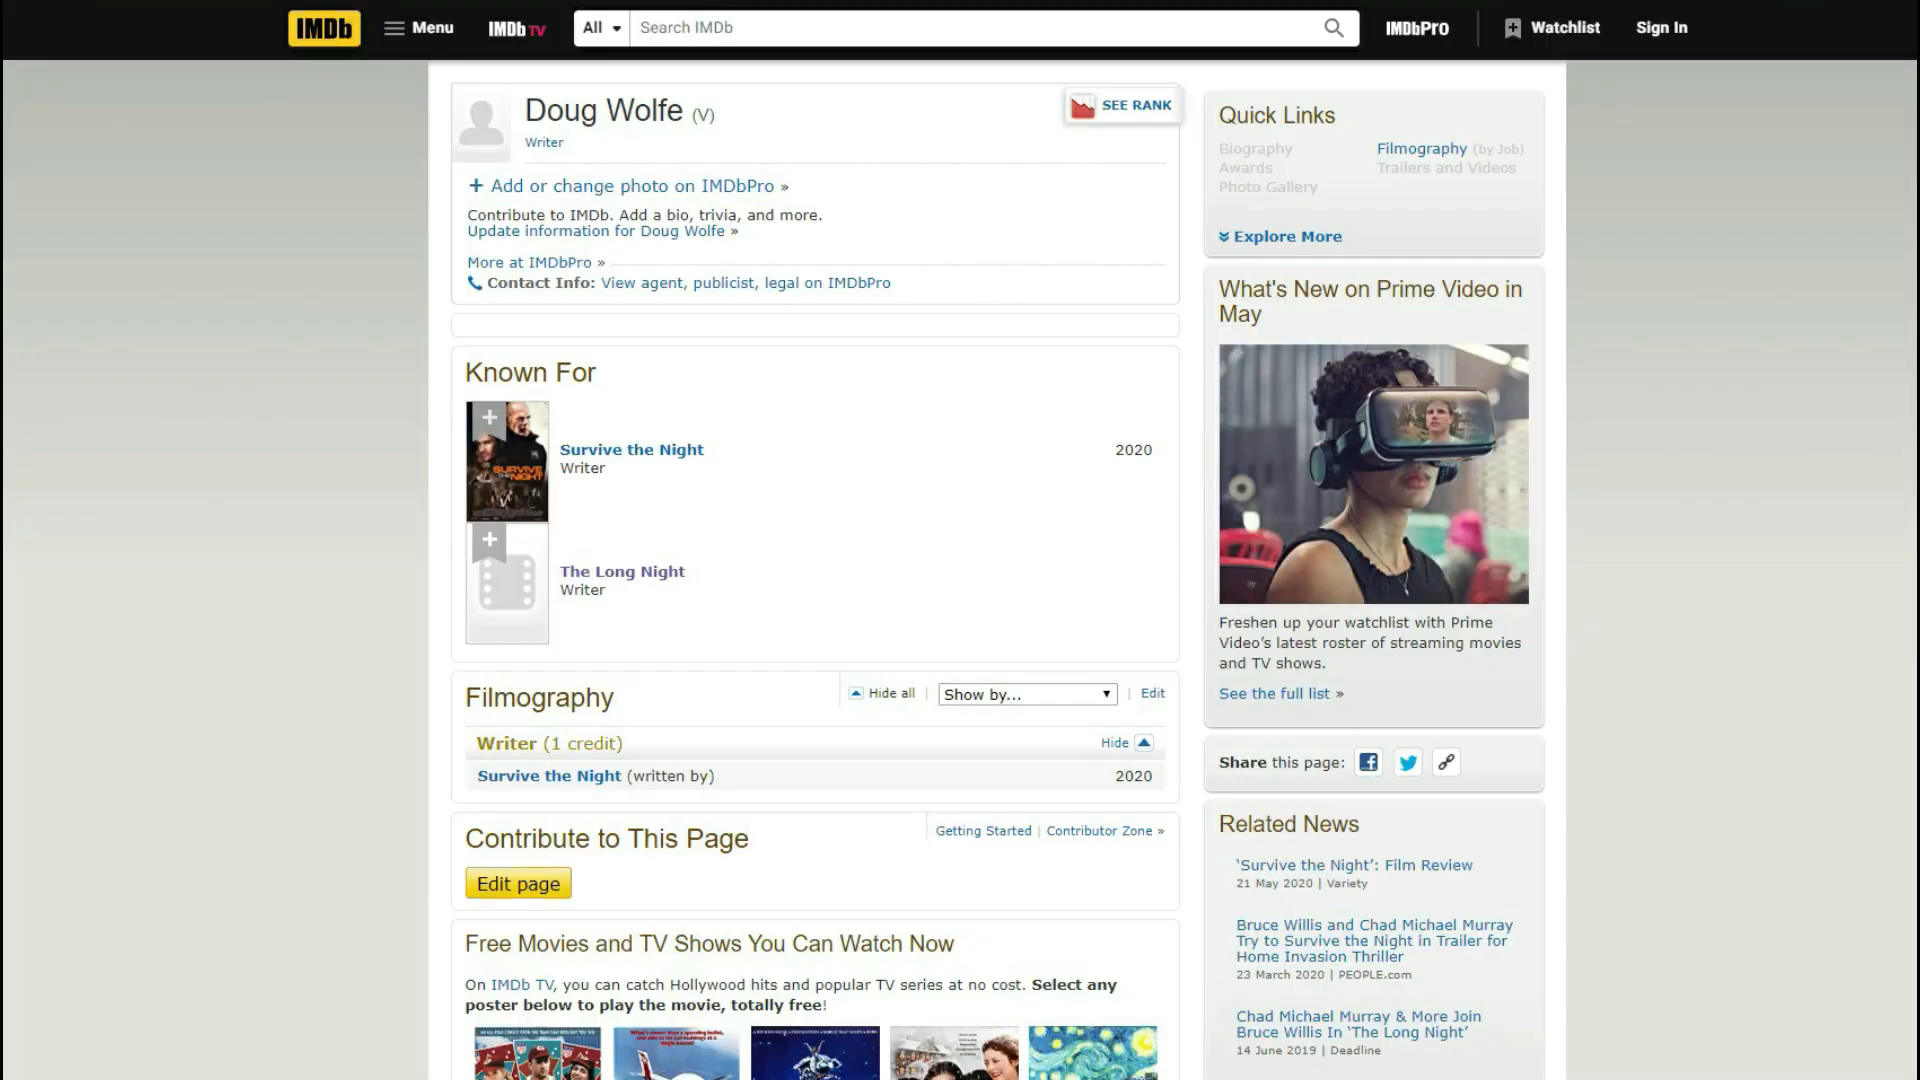 IMDb
Menu
IMDb TV
All
Search IMDb
IMDbPro
Watchlist
Sign In
Doug Wolfe (V)
Writer
SEE RANK
+ Add or change photo on IMDbPro »
Contribute to IMDb. Add a bio, trivia, and more.
Update information for Doug Wolfe »
More at IMDbPro »
Contact Info: View agent, publicist, legal on IMDbPro
Known For
SURVIVE
THE NIGHT
Survive the Night
Writer
2020
The Long Night
Writer
Filmography
Hide all
Show by...
Edit
Writer (1 credit)
Hide
Survive the Night (written by)
2020
Contribute to This Page
Getting Started | Contributor Zone »
Edit page
Free Movies and TV Shows You Can Watch Now
On IMDb TV, you can catch Hollywood hits and popular TV series at no cost. Select any
poster below to play the movie, totally free!
Quick Links
Biography
Awards
Photo Gallery
Filmography (by Job)
Trailers and Videos
Explore More
What's New on Prime Video in
May
Freshen up your watchlist with Prime
Video’s latest roster of streaming movies
and TV shows.
See the full list »
Share this page:
Related News
‘Survive the Night’: Film Review
21 May 2020 | Variety
Bruce Willis and Chad Michael Murray
Try to Survive the Night in Trailer for
Home Invasion Thriller
23 March 2020 | PEOPLE.com
Chad Michael Murray & More Join
Bruce Willis In ‘The Long Night’
14 June 2019 | Deadline